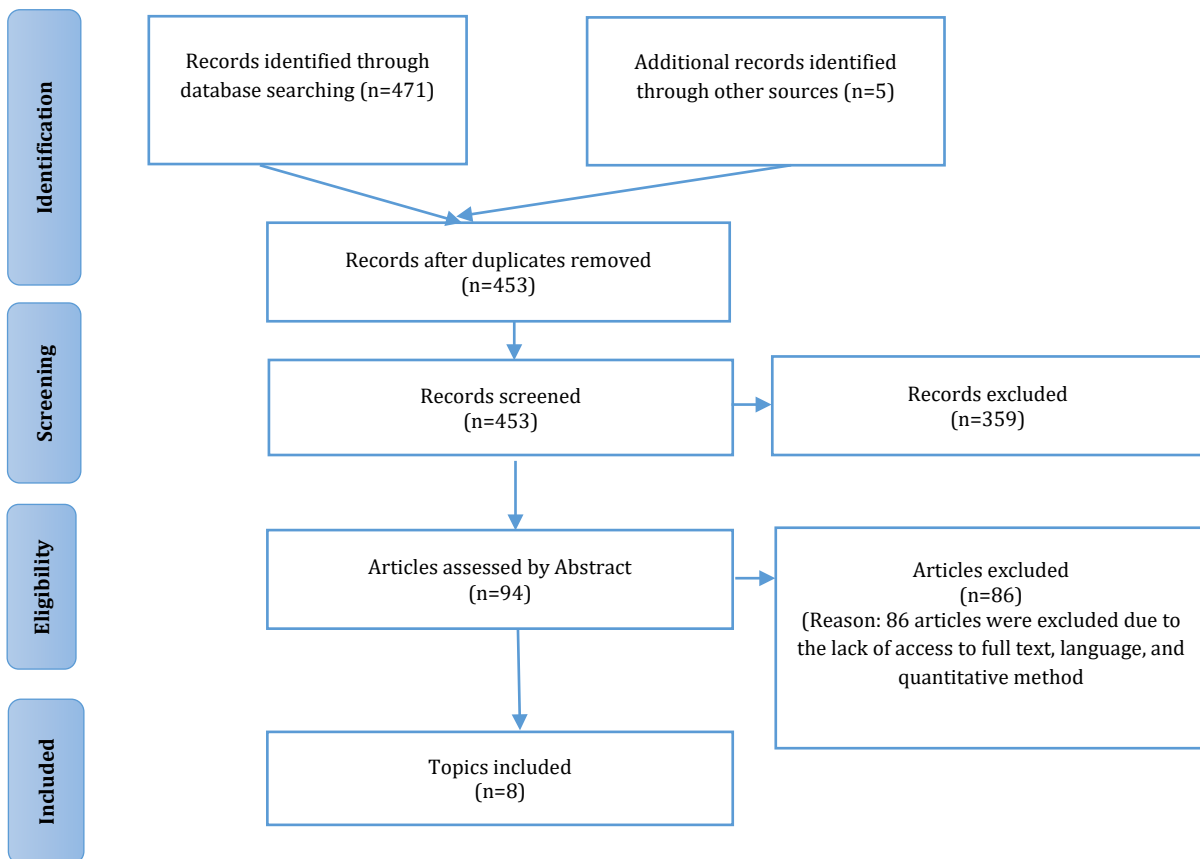 Identification
Records identified through
database searching (n=471)
Additional records identified
through other sources (n=5)
Records after duplicates removed
(n=453)
Screening
Records screened
(n=453)
Records excluded
(n=359)
Eligibility
Articles assessed by Abstract
(n=94)
Articles excluded
(n=86)
(Reason: 86 articles were excluded due to
the lack of access to full text, language, and
quantitative method
Included
Topics included
(n=8)